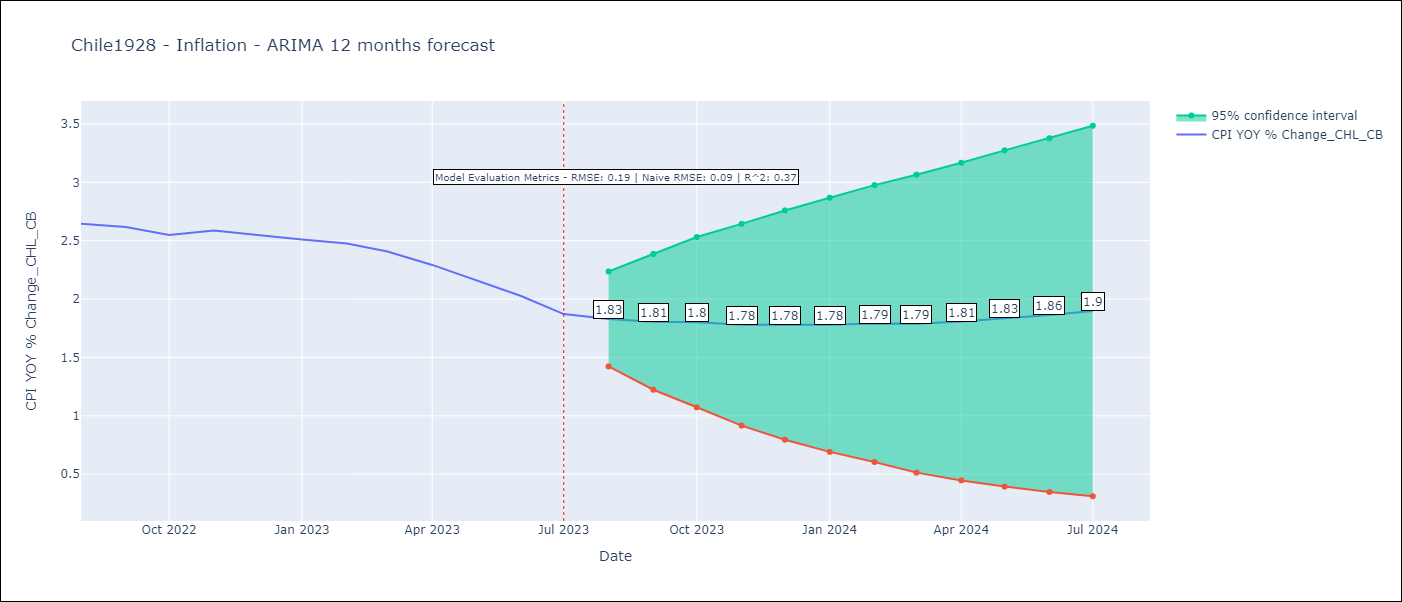 Chile1928 - Inflation - ARIMA 12 months forecast
95% confidence interval
CPI YOY % Change_CHL_CB
Model Evaluation Metrics - RMSE: 0.19 | Naive RMSE: 0.09 | R^2: 0.37
CPI YOY % Change_CHL_CB
3.5
3
2.5
2
1.5
1
0.5
1.83
1.81
1.8
1.78
1.78
1.78
1.79
1.79
1.81
1.83
1.86
1.9
Oct 2022
Jan 2023
Apr 2023
Jul 2023
Oct 2023
Jan 2024
Apr 2024
Jul 2024
Date